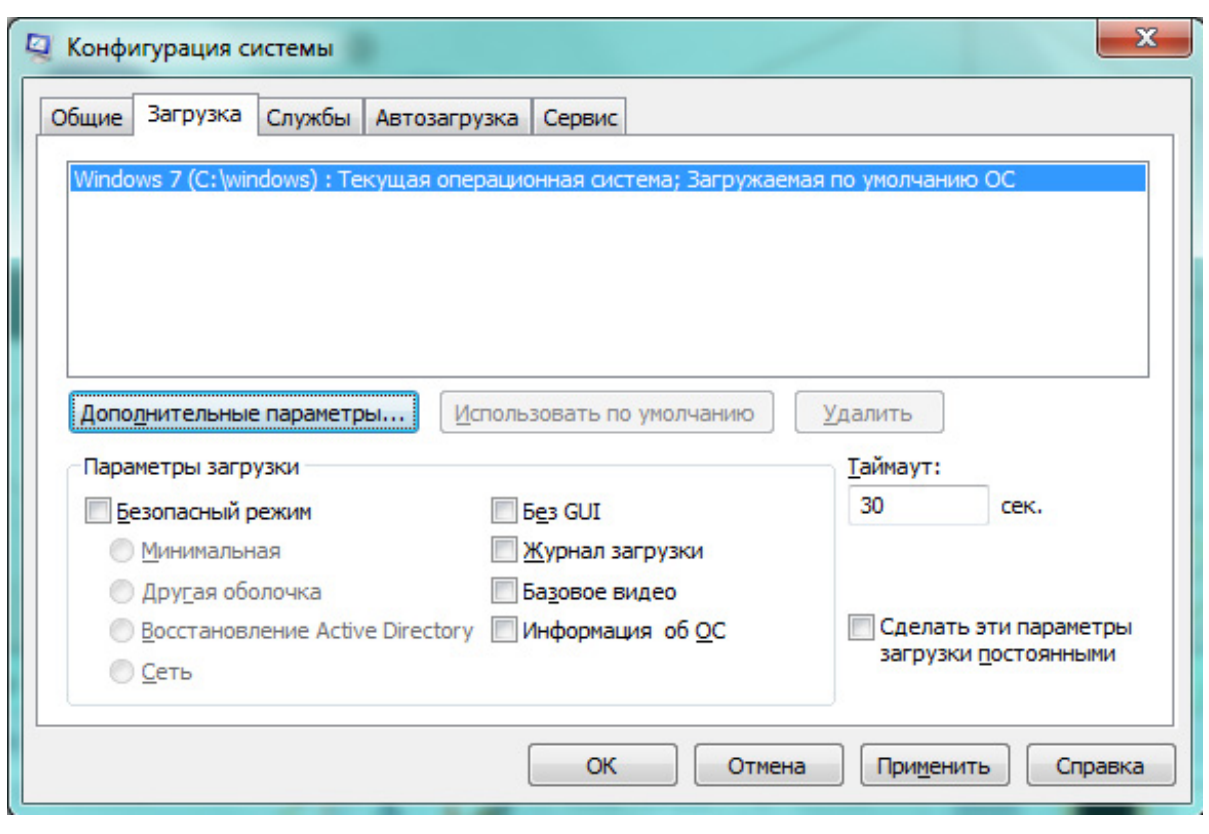 Конфигурация системы
Общие Загрузка Службы Автозагрузка Сервис
Windows 7 (C:\windows) : Текущая операционная система; Загружаемая по умолчанию ОС
Дополнительные параметры... Использовать по умолчанию Удалить
Параметры загрузки Таймаут:
Безопасный режим Без GUI 30 сек.
Минимальная Журнал загрузки
Другая оболочка Базовое видео
Восстановление Active Directory Информация об ОС Сделать эти параметры
загрузки постоянными
Сеть
ОК Отмена Применить Справка